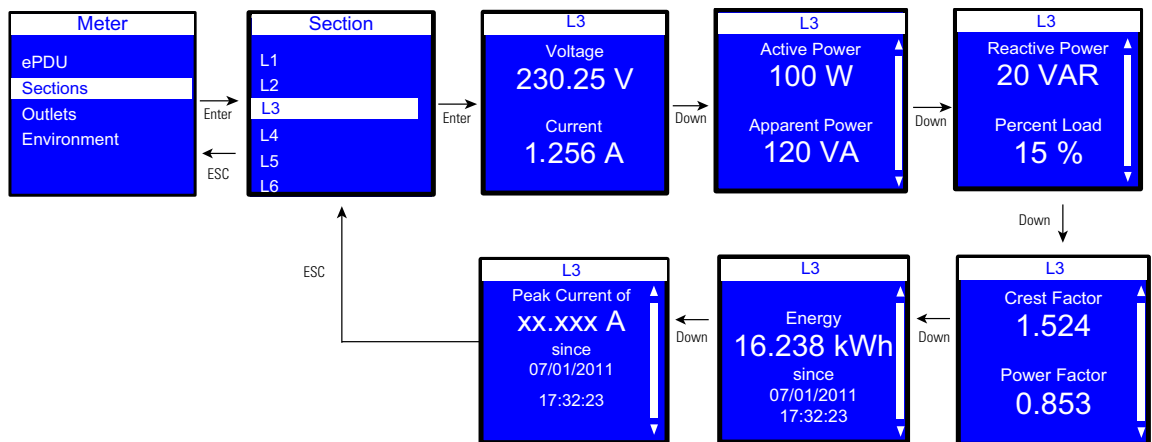 Meter
ePDU
Sections
Outlets
Environment
Enter
ESC
Section
L1
L2
L3
L4
L5
L6
Enter
L3
Voltage
230.25 V
Current
1.256 A
Down
L3
Active Power
100 W
Apparent Power
120 VA
Down
L3
Reactive Power
20 VAR
Percent Load
15 %
Down
L3
Crest Factor
1.524
Power Factor
0.853
Down
L3
Energy
16.238 kWh
since
07/01/2011
17:32:23
Down
L3
Peak Current of
xx.xxx A
since
07/01/2011
17:32:23
ESC